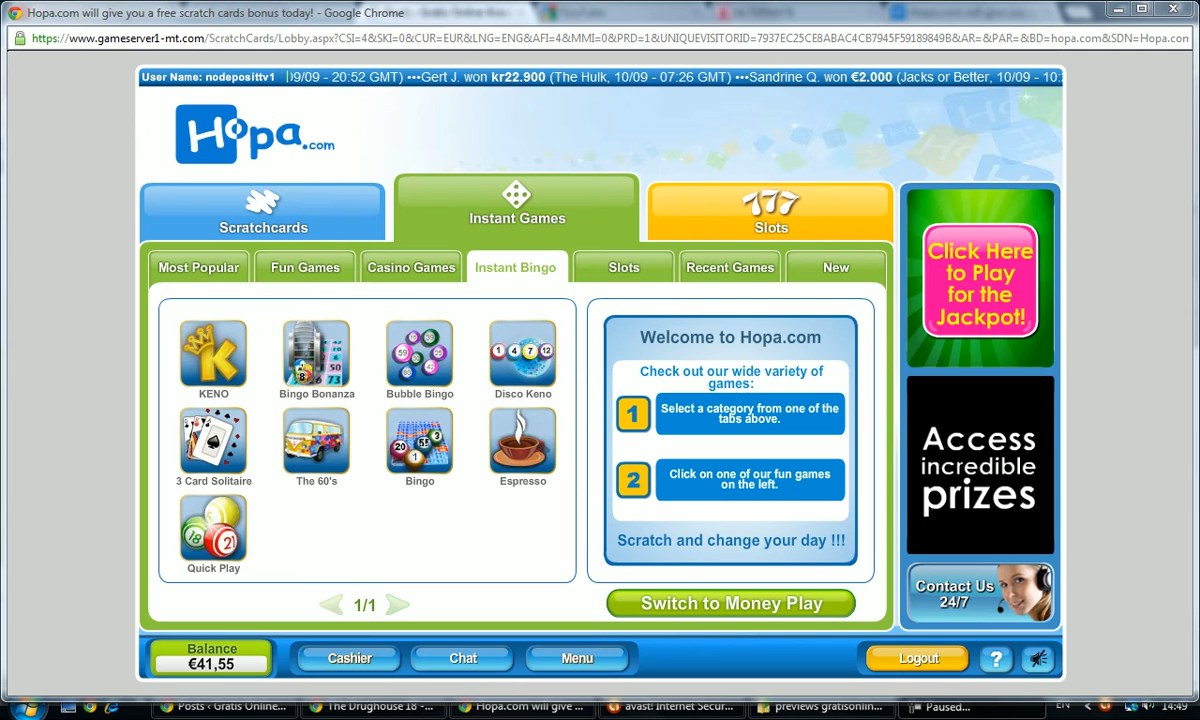 Hopa.com will give you a free scratch cards bonus today! - Google Chrome
https://www.gameserver1-mt.com/ScratchCards/Lobby.aspx?CSI=4&SKI=0&CUR=EUR&LNG=ENG&AFI=4&MMI=0&PRD=1&UNIQUEVISITORID=7937EC25CE8ABAC4CB7945F59189849B&AR=&PAR=&BD=hopa.com&SDN=Hopa.com
User Name: nodeposittv1 9/09 - 20:52 GMT) •••Gert J. won kr22.900 (The Hulk, 10/09 - 07:26 GMT) •••Sandrine Q. won €2.000 (Jacks or Better, 10/09 - 10:
Hopa.com
Scratchcards
Instant Games
777
Slots
Most Popular Fun Games Casino Games Instant Bingo Slots Recent Games New
Click Here
to Play
for the
Jackpot!
KENO Bingo Bonanza Bubble Bingo Disco Keno
3 Card Solitaire The 60's Bingo Espresso
Quick Play
1/1
Welcome to Hopa.com
Check out our wide variety of
games:
1 Select a category from one of the
tabs above.
2 Click on one of our fun games
on the left.
Scratch and change your day !!!
Switch to Money Play
Access
incredible
prizes
Contact Us
24/7
Balance
€41,55
Cashier Chat Menu Logout ?
Posts ‹ Gratis Online... The Drughouse 18 -... Hopa.com will give ... avast! Internet Secur... previews gratisonlin... Paused... EN 14:49